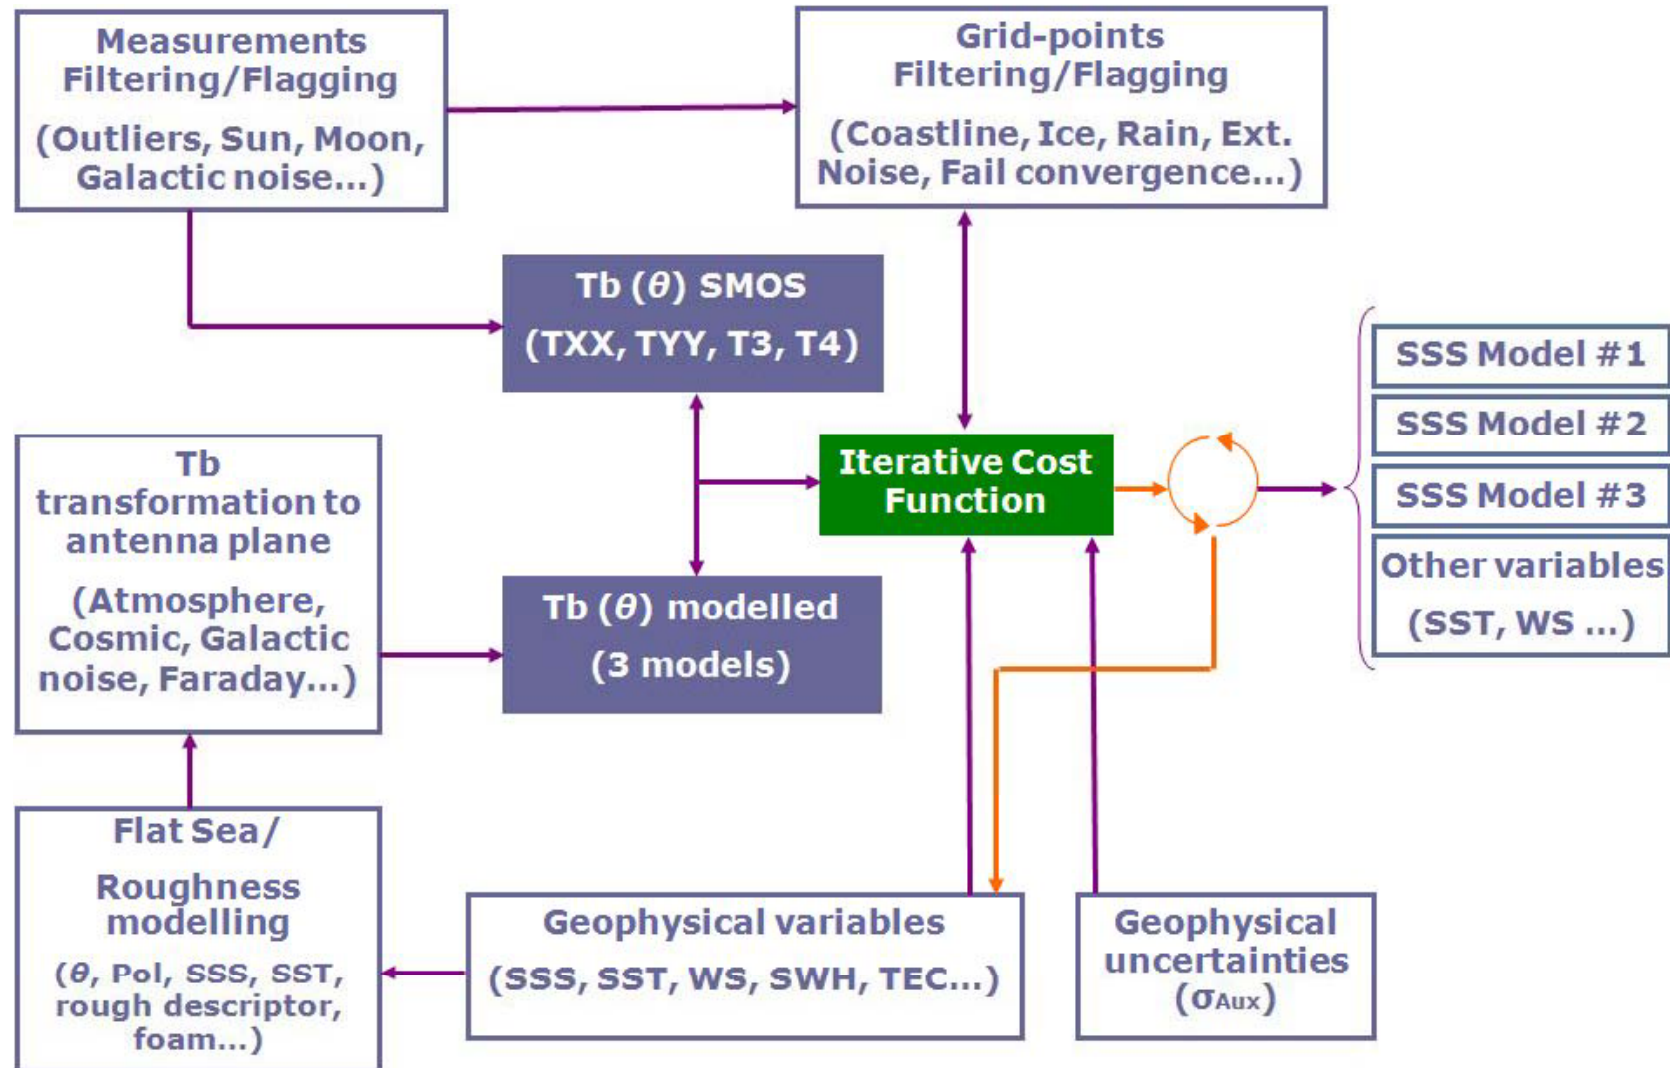 Measurements
Filtering/Flagging
(Outliers, Sun, Moon,
Galactic noise...)
Grid-points
Filtering/Flagging
(Coastline, Ice, Rain, Ext.
Noise, Fail convergence...)
Tb (θ) SMOS
(TXX, TYY, T3, T4)
SSS Model #1
SSS Model #2
SSS Model #3
Other variables
(SST, WS ...)
Iterative Cost
Function
Tb
transformation to
antenna plane
(Atmosphere,
Cosmic, Galactic
noise, Faraday...)
Tb (θ) modelled
(3 models)
Flat Sea/
Roughness
modelling
(θ, Pol, SSS, SST,
rough descriptor,
foam...)
Geophysical variables
(SSS, SST, WS, SWH, TEC...)
Geophysical
uncertainties
(σAux)